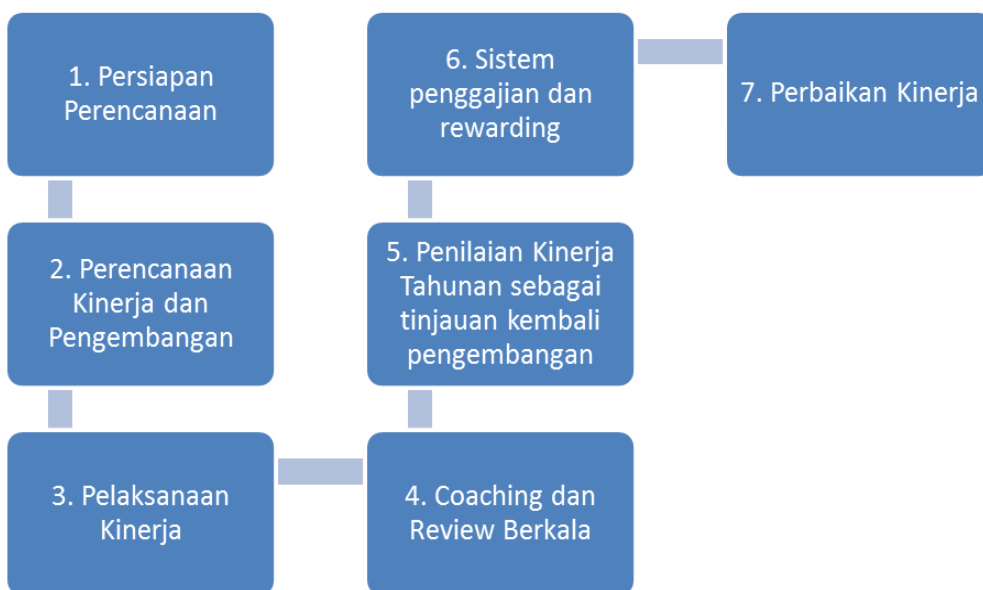 1. Persiapan
Perencanaan
2. Perencanaan
Kinerja dan
Pengembangan
3. Pelaksanaan
Kinerja
4. Coaching dan
Review Berkala
5. Penilaian Kinerja
Tahunan sebagai
tinjauan kembali
pengembangan
6. Sistem
penggajian dan
rewarding
7. Perbaikan Kinerja